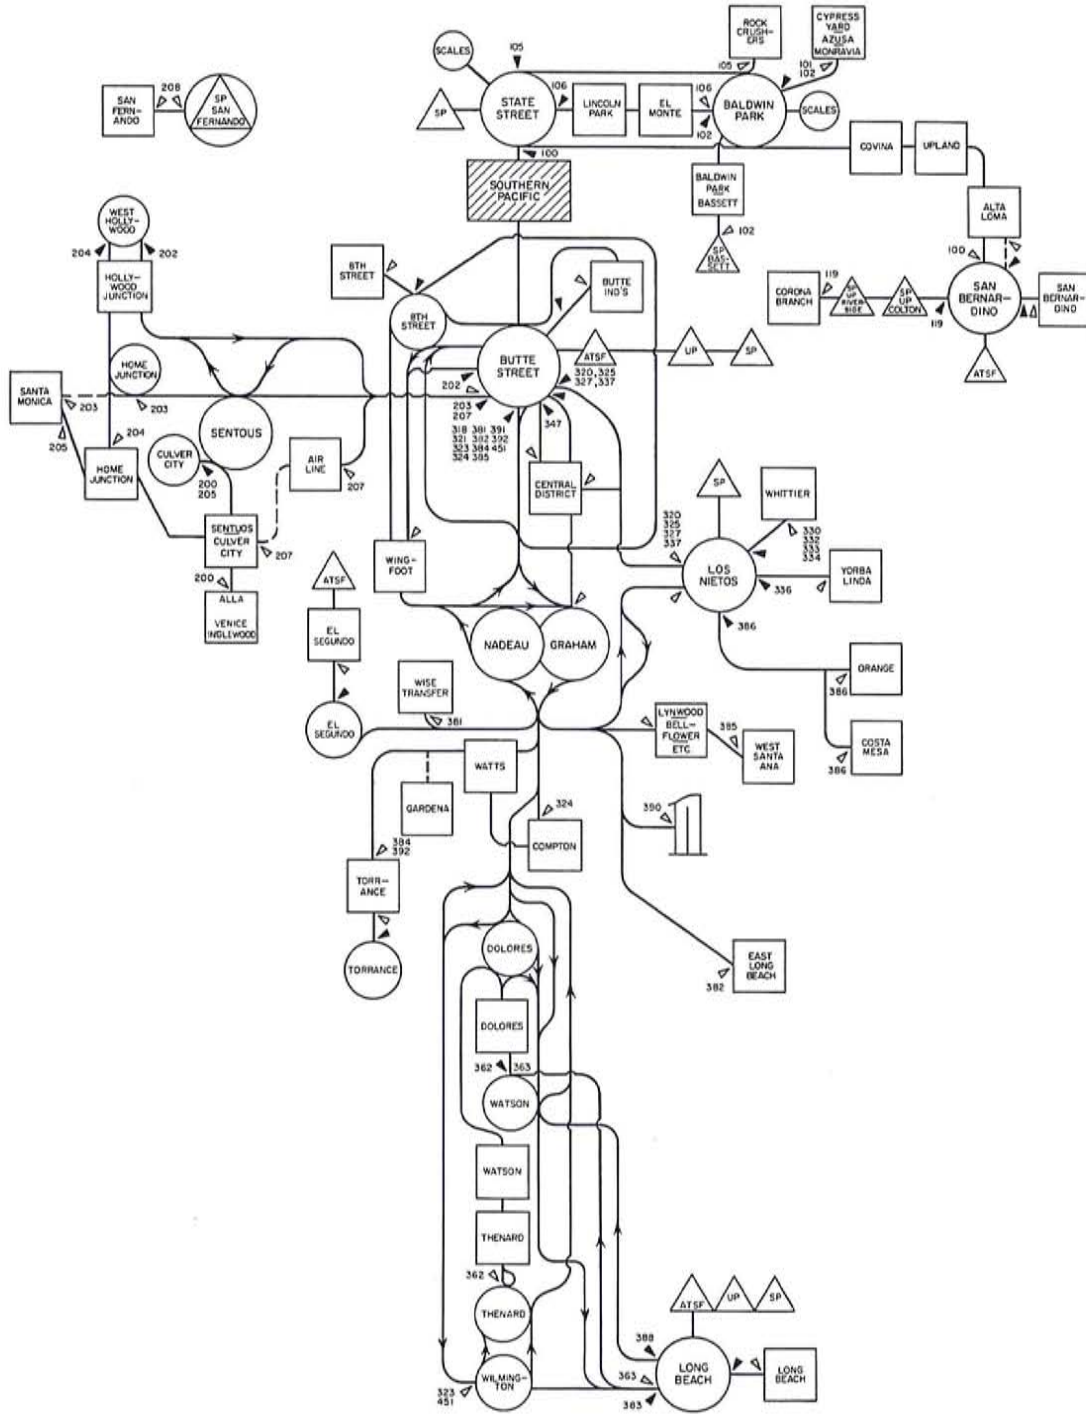 ROCK
CRUSH-
ERS
CYPRESS
YARD
AZUSA
MONRAVIA
SCALES
105
105
101
102
208
SAN
FERN-
ANDO
SP
SAN
FERNANDO
SP
STATE
STREET
106
LINCOLN
PARK
EL
MONTE
106
102
BALDWIN
PARK
SCALES
100
COVINA
UPLAND
SOUTHERN
PACIFIC
BALDWIN
PARK
BASSETT
102
SP
BAS-
SETT
ALTA
LOMA
100
WEST
HOLLY-
WOOD
204
202
HOLLY-
WOOD
JUNCTION
8TH
STREET
BUTTE
IND'S
8TH
STREET
CORONA
BRANCH
119
SP
UP
RIVER
SIDE
SP
UP
COLTON
119
SAN
BERNAR-
DINO
SAN
BERNAR-
DINO
ATSF
HOME
JUNCTION
BUTTE
STREET
ATSF
UP
SP
320,325
327,337
SANTA
MONICA
203
203
205
204
202
203
207
318 381 391
321 382 392
323 384 451
324 385
347
SENTOUS
CULVER
CITY
200
205
HOME
JUNCTION
AIR
LINE
207
CENTRAL
DISTRICT
SENTUOS
CULVER
CITY
207
200
ALLA
VENICE
INGLEWOOD
WING-
FOOT
SP
WHITTIER
320
325
327
337
330
332
333
334
LOS
NIETOS
336
YORBA
LINDA
386
ATSF
EL
SEGUNDO
EL
SEGUNDO
NADEAU
GRAHAM
WISE
TRANSFER
381
ORANGE
386
COSTA
MESA
386
LYNWOOD
BELL-
FLOWER
ETC
385
WEST
SANTA
ANA
WATTS
GARDENA
324
COMPTON
390
384
392
TORR-
ANCE
TORRANCE
DOLORES
EAST
LONG
BEACH
382
DOLORES
362
363
WATSON
WATSON
THENARD
362
THENARD
WILMING-
TON
323
451
ATSF
UP
SP
388
363
383
LONG
BEACH
LONG
BEACH